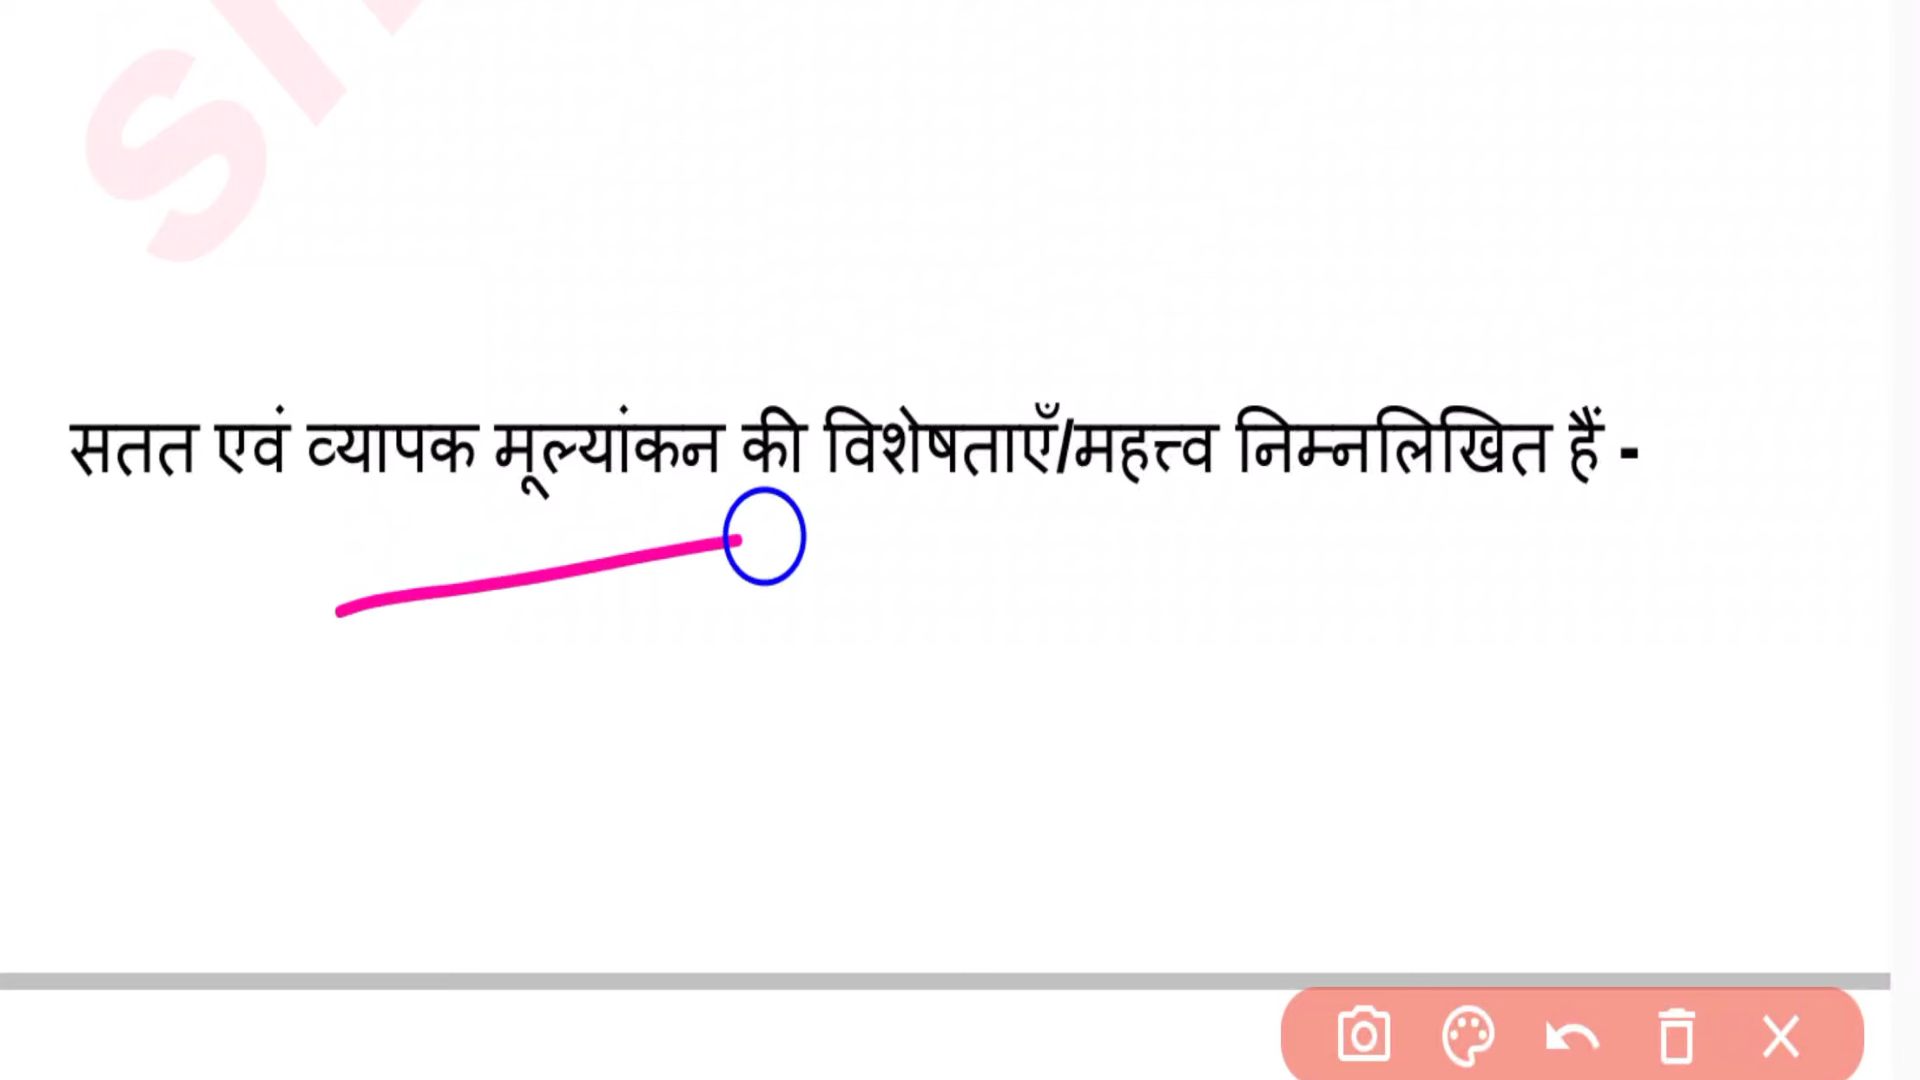 सतत एवं व्यापक मूल्यांकन की विशेषताएँ/महत्त्व निम्नलिखित हैं -